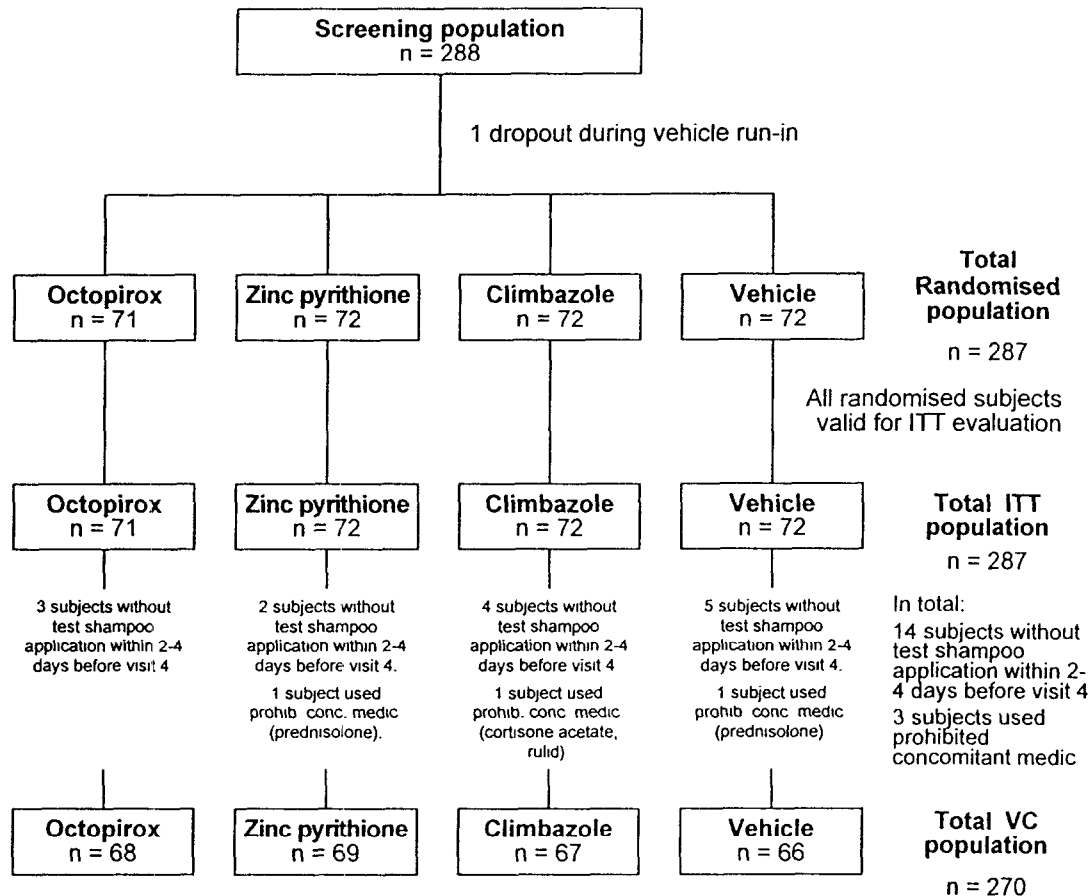 Screening population
n = 288
1 dropout during vehicle run-in
Octopirox
n = 71
Zinc pyrithione
n = 72
Climbazole
n = 72
Vehicle
n = 72
Total
Randomised
population
n = 287
All randomised subjects
valid for ITT evaluation
Octopirox
n = 71
Zinc pyrithione
n = 72
Climbazole
n = 72
Vehicle
n = 72
Total ITT
population
n = 287
3 subjects without
test shampoo
application within 2-4
days before visit 4
2 subjects without
test shampoo
application within 2-4
days before visit 4.
1 subject used
prohib conc. medic
(prednisolone).
4 subjects without
test shampoo
application within 2-4
days before visit 4
1 subject used
prohib. conc medic
(cortisone acetate,
rulid)
5 subjects without
test shampoo
application within 2-4
days before visit 4.
1 subject used
prohib conc medic
(prednisolone)
In total:
14 subjects without
test shampoo
application within 2-
4 days before visit 4
3 subjects used
prohibited
concomitant medic
Octopirox
n = 68
Zinc pyrithione
n = 69
Climbazole
n = 67
Vehicle
n = 66
Total VC
population
n = 270